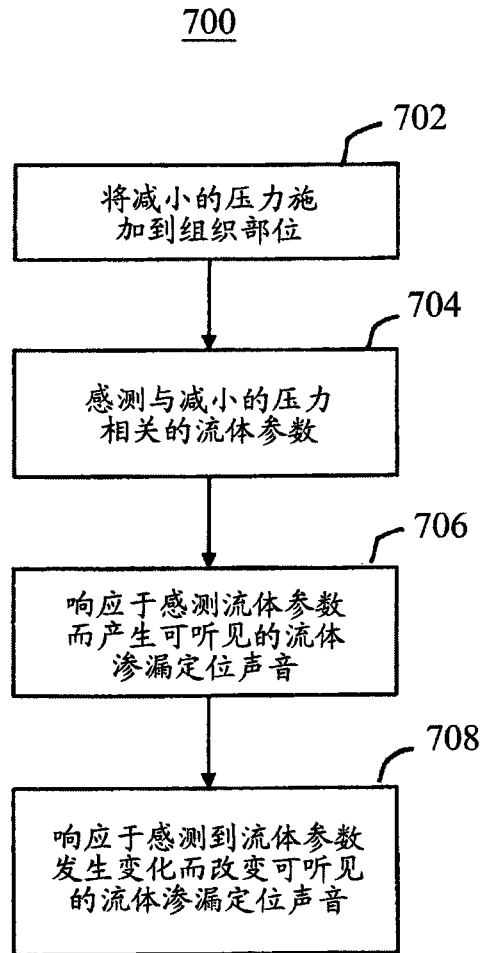 700
702
将减小的压力施
加到组织部位
704
感测与减小的压力
相关的流体参数
706
响应于感测流体参数
而产生可听见的流体
渗漏定位声音
708
响应于感测到流体参数
发生变化而改变可听见
的流体渗漏定位声音